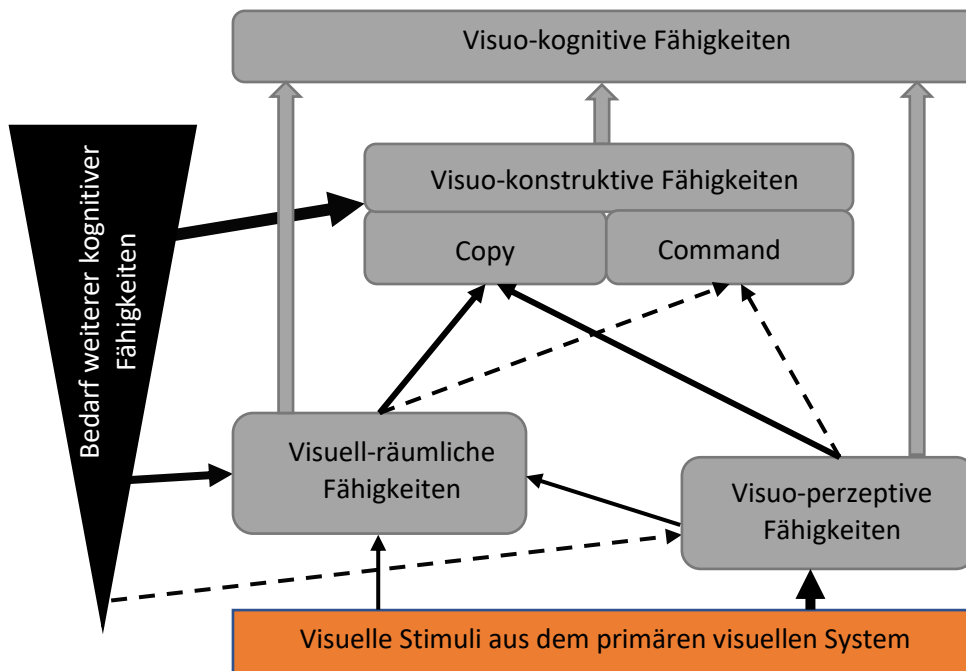 Visuo-kognitive Fähigkeiten
Visuo-konstruktive Fähigkeiten
Copy
Command
Bedarf weiterer kognitiver
Fähigkeiten
Visuell-räumliche
Fähigkeiten
Visuo-perzeptive
Fähigkeiten
Visuelle Stimuli aus dem primären visuellen System